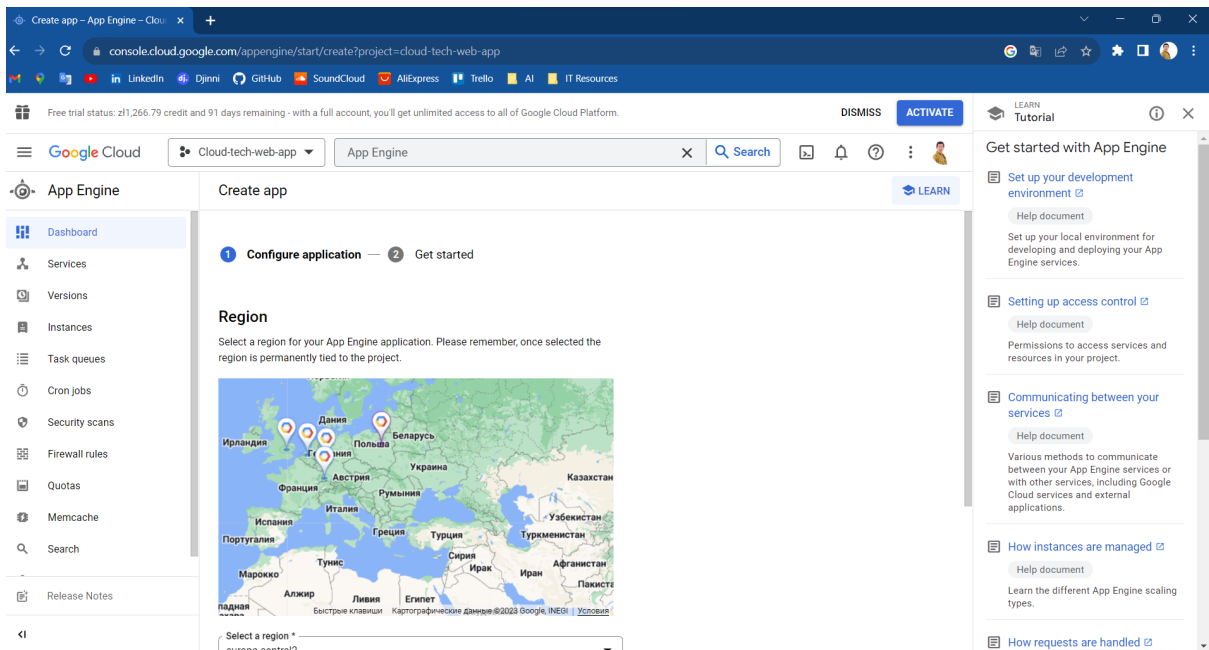 Create app – App Engine – Clou
console.cloud.google.com/appengine/start/create?project=cloud-tech-web-app
LinkedIn
Djinni
GitHub
SoundCloud
AliExpress
Trello
AI
IT Resources
Free trial status: zł1,266.79 credit and 91 days remaining - with a full account, you'll get unlimited access to all of Google Cloud Platform.
DISMISS
ACTIVATE
Google Cloud
Cloud-tech-web-app
App Engine
Search
App Engine
Dashboard
Services
Versions
Instances
Task queues
Cron jobs
Security scans
Firewall rules
Quotas
Memcache
Search
Release Notes
Create app
LEARN
1 Configure application — 2 Get started
Region
Select a region for your App Engine application. Please remember, once selected the
region is permanently tied to the project.
Дания
Ирландия
Польша
Беларусь
Украина
Австрия
Казахстан
Франция
Румыния
Италия
Испания
Узбекистан
Греция
Турция
Туркменистан
Португалия
Тунис
Сирия
Афганистан
Марокко
Ирак
Иран
Пакиста
Алжир
Ливия
Египет
Быстрые клавиши Картографические данные ©2023 Google, INEGI Условия
Select a region *
europe-central2
LEARN
Tutorial
Get started with App Engine
Set up your development
environment
Help document
Set up your local environment for
developing and deploying your App
Engine services.
Setting up access control
Help document
Permissions to access services and
resources in your project.
Communicating between your
services
Help document
Various methods to communicate
between your App Engine services or
with other services, including Google
Cloud services and external
applications.
How instances are managed
Help document
Learn the different App Engine scaling
types.
How requests are handled